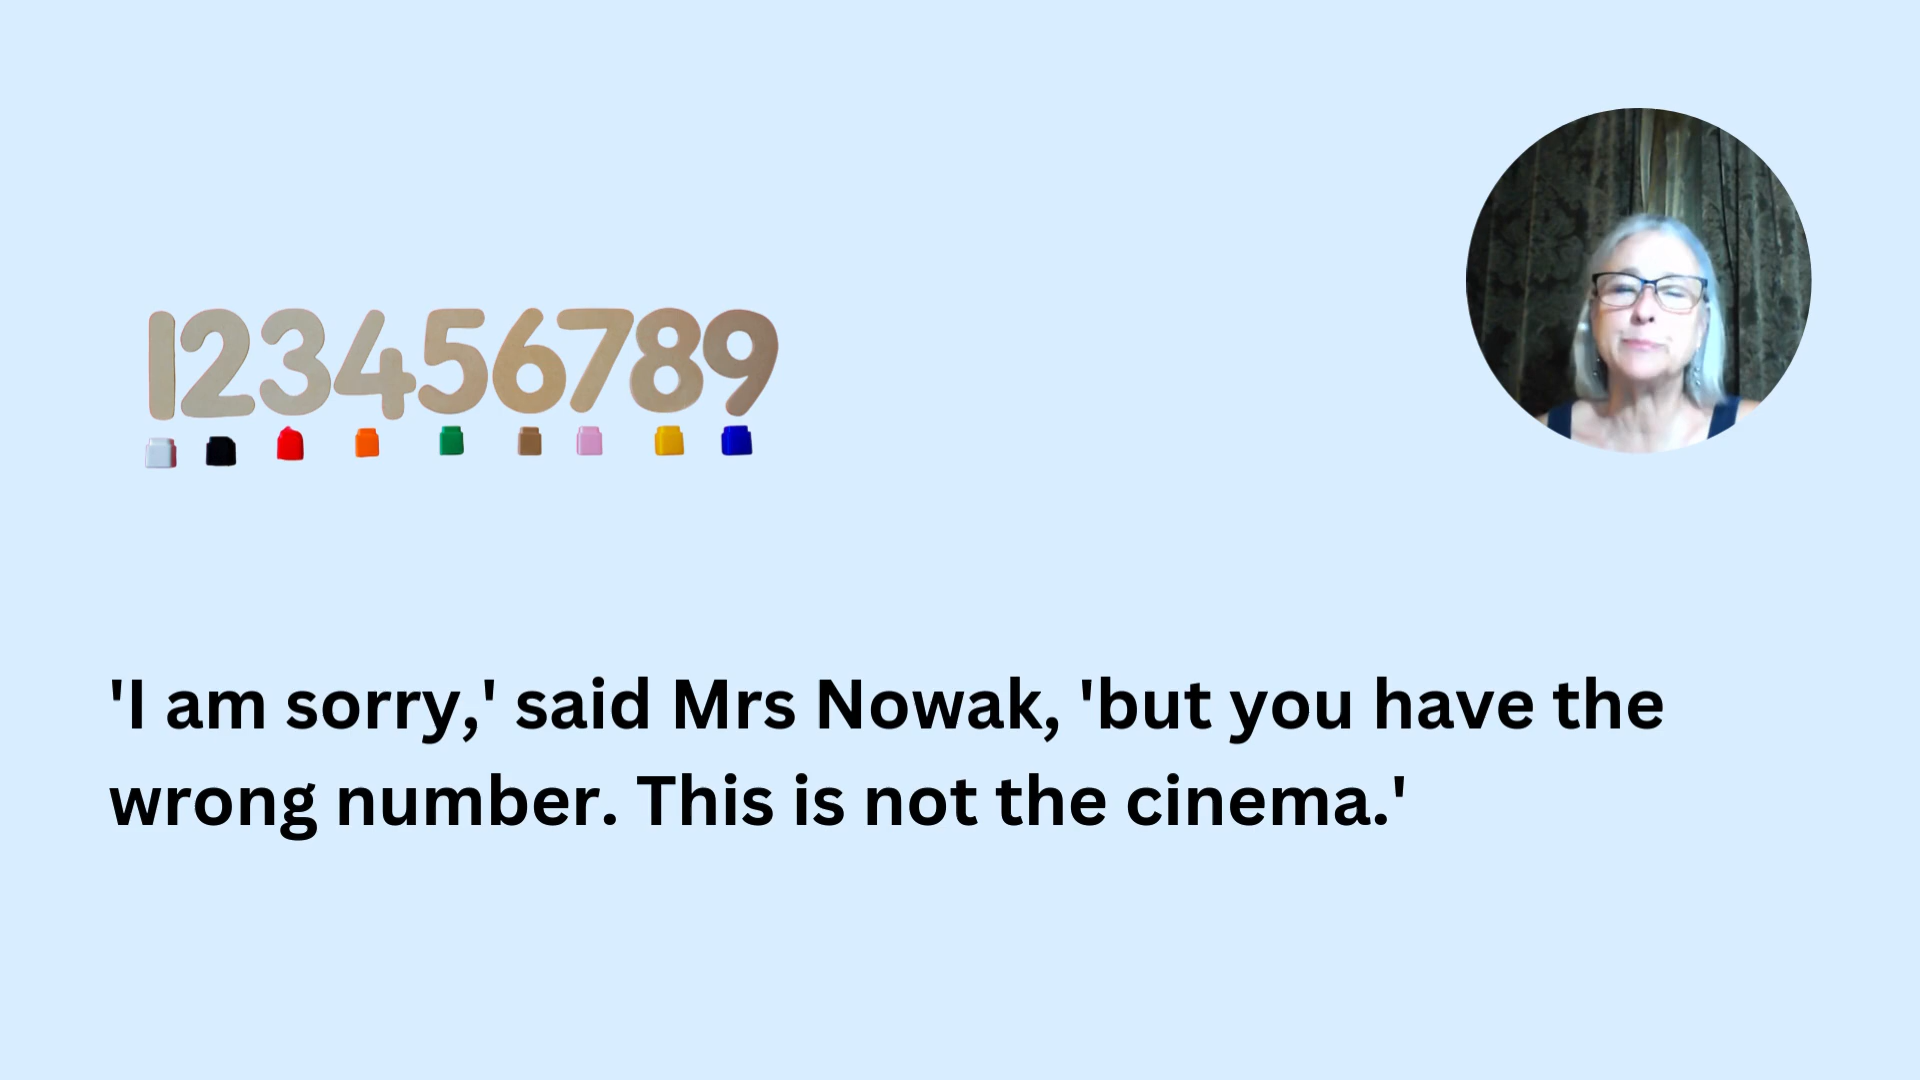 123456789
'I am sorry,' said Mrs Nowak, 'but you have the
wrong number. This is not the cinema.'